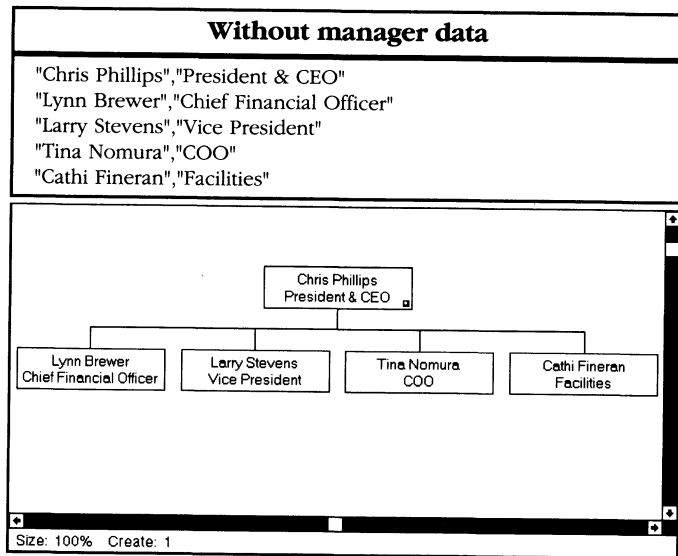 Without manager data
"Chris Phillips","President & CEO"
"Lynn Brewer","Chief Financial Officer"
"Larry Stevens","Vice President"
"Tina Nomura","COO"
"Cathi Fineran","Facilities"
Chris Phillips
President & CEO
Lynn Brewer
Chief Financial Officer
Larry Stevens
Vice President
Tina Nomura
COO
Cathi Fineran
Facilities
Size: 100% Create: 1